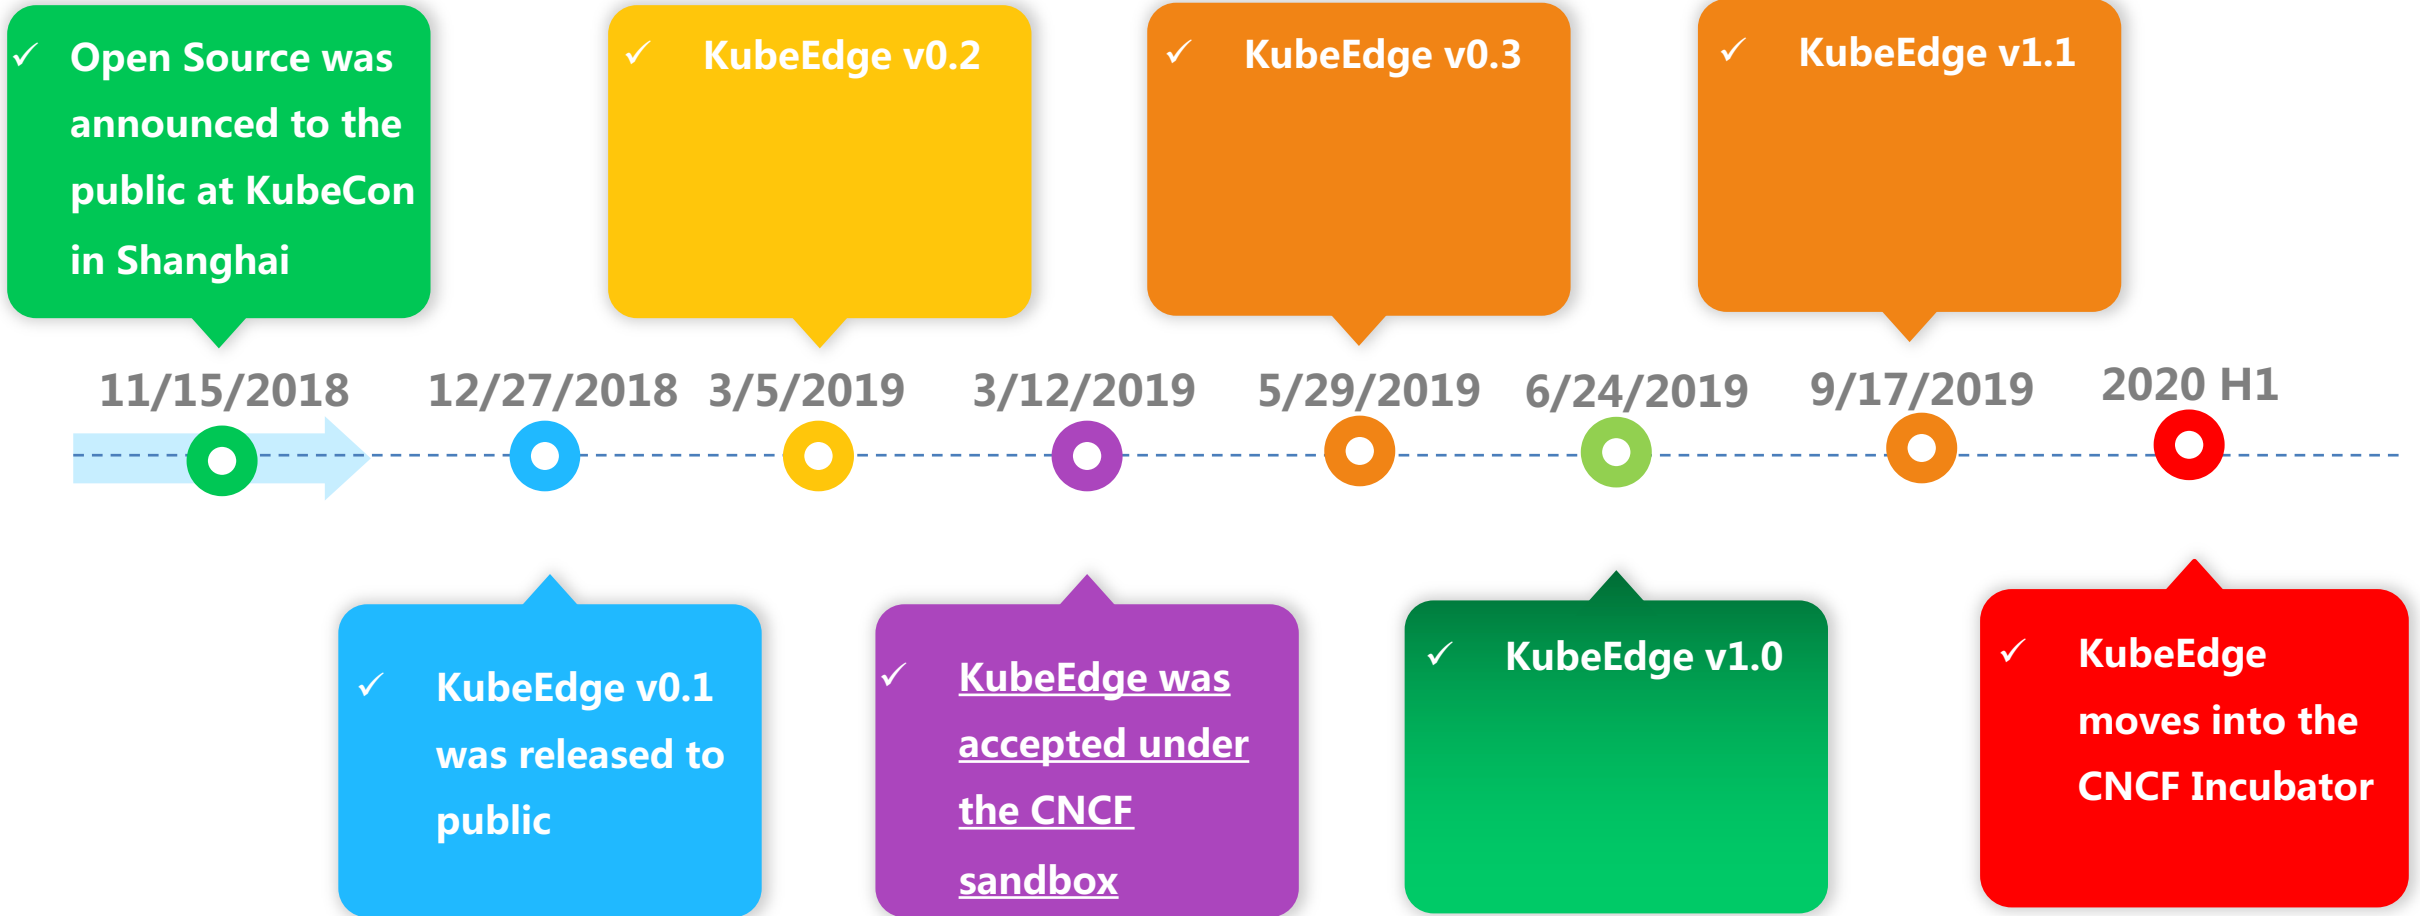 ✓ Open Source was
announced to the
public at KubeCon
in Shanghai
✓ KubeEdge v0.2
✓ KubeEdge v0.3
✓ KubeEdge v1.1
11/15/2018
12/27/2018
3/5/2019
3/12/2019
5/29/2019
6/24/2019
9/17/2019
2020 H1
✓ KubeEdge v0.1
was released to
public
✓ KubeEdge was
accepted under
the CNCF
sandbox
✓ KubeEdge v1.0
✓ KubeEdge
moves into the
CNCF Incubator